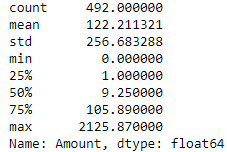 count    492.000000
mean     122.211321
std      256.683288
min        0.000000
25%        1.000000
50%        9.250000
75%      105.890000
max     2125.870000
Name: Amount, dtype: float64